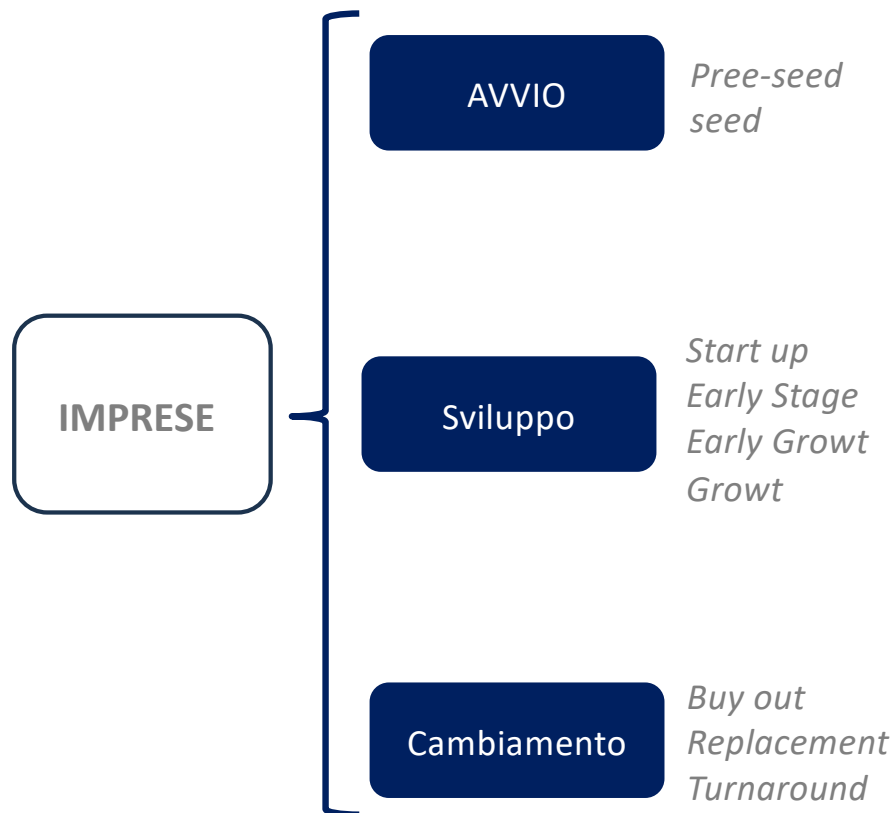 AVVIO
Pree-seed
seed
IMPRESE
Sviluppo
Start up
Early Stage
Early Growt
Growt
Cambiamento
Buy out
Replacement
Turnaround